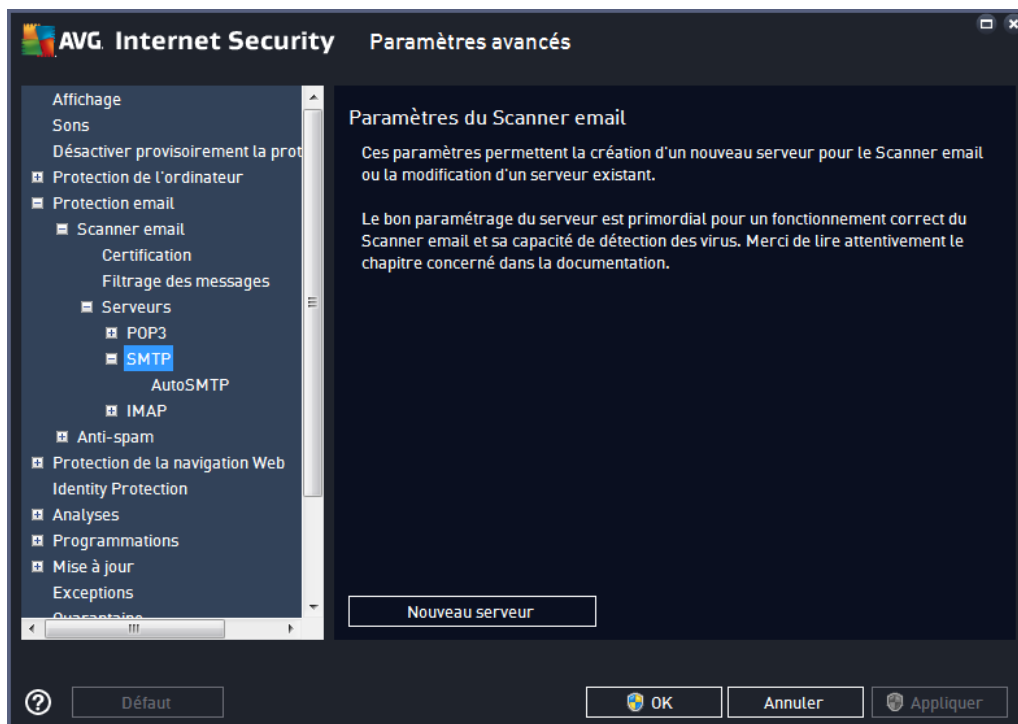 AVG. Internet Security Paramètres avancés
Affichage
Sons
Désactiver provisoirement la prot
Protection de l'ordinateur
Protection email
Scanner email
Certification
Filtrage des messages
Serveurs
POP3
SMTP
AutoSMTP
IMAP
Anti-spam
Protection de la navigation Web
Identity Protection
Analyses
Programmations
Mise à jour
Exceptions
Quarantaine
Paramètres du Scanner email
Ces paramètres permettent la création d'un nouveau serveur pour le Scanner email
ou la modification d'un serveur existant.
Le bon paramétrage du serveur est primordial pour un fonctionnement correct du
Scanner email et sa capacité de détection des virus. Merci de lire attentivement le
chapitre concerné dans la documentation.
Nouveau serveur
? Défaut OK Annuler Appliquer